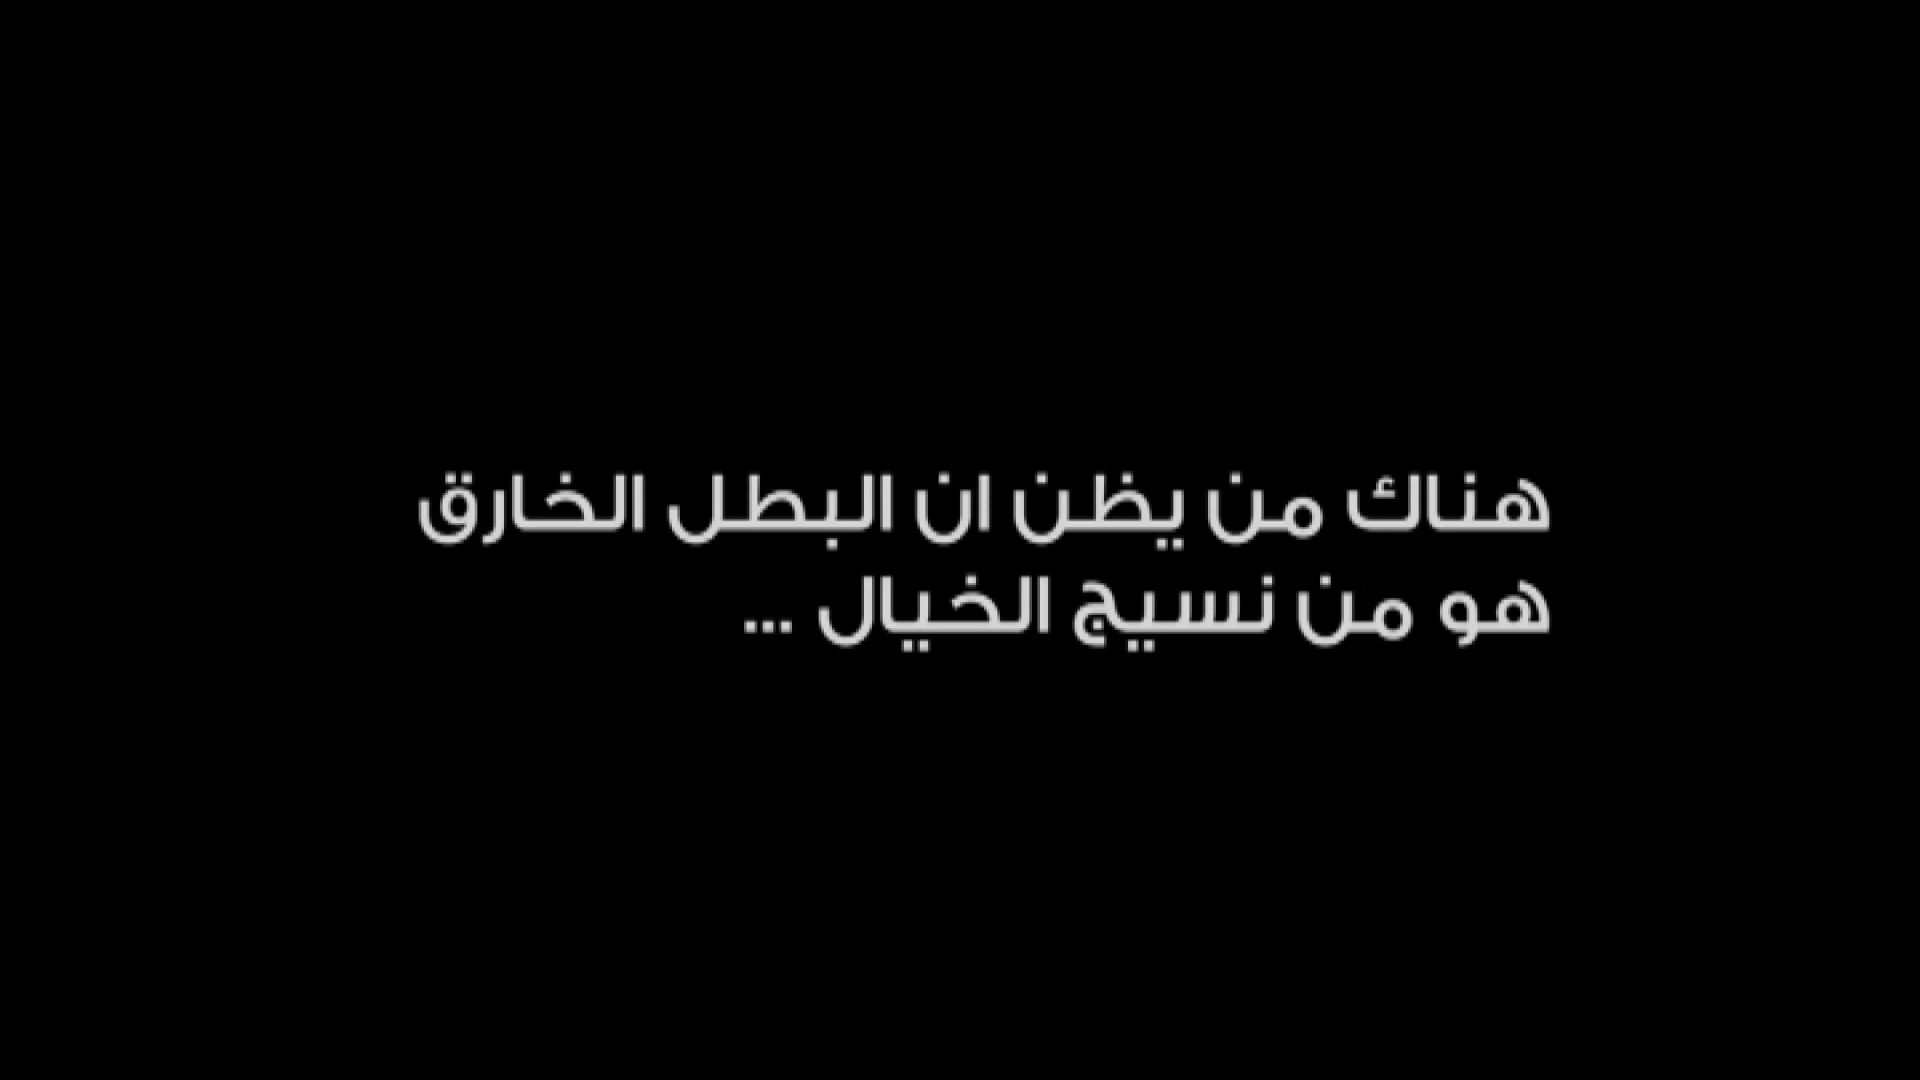 هناك من يظن ان البطل الخارق
هو من نسيج الخيال ...